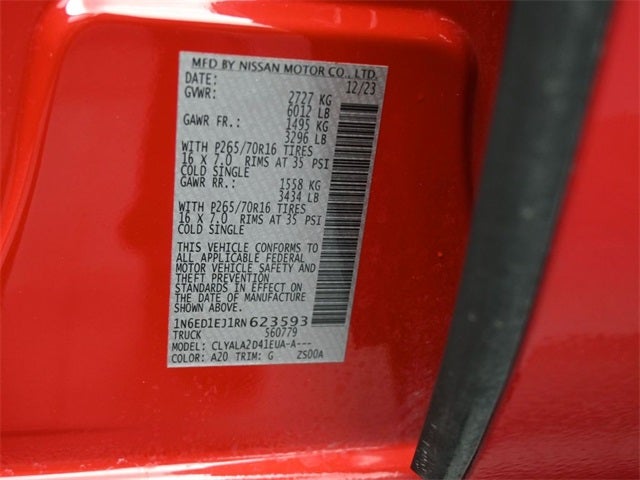 MFD BY NISSAN MOTOR CO., LTD.
DATE: 12/23
GVWR: 2727 KG
6012 LB
GAWR FR.: 1495 KG
3296 LB
WITH P265/70R16 TIRES
16 X 7.0 RIMS AT 35 PSI
COLD SINGLE
GAWR RR.: 1558 KG
3434 LB
WITH P265/70R16 TIRES
16 X 7.0 RIMS AT 35 PSI
COLD SINGLE
THIS VEHICLE CONFORMS TO
ALL APPLICABLE FEDERAL
MOTOR VEHICLE SAFETY AND
THEFT PREVENTION
STANDARDS IN EFFECT ON
THE DATE OF MANUFACTURE
SHOWN ABOVE.
1N6ED1EJ1RN623593
TRUCK 560779
MODEL: CLYALA2D41EUA-A---
COLOR: A20 TRIM: G ZS00A